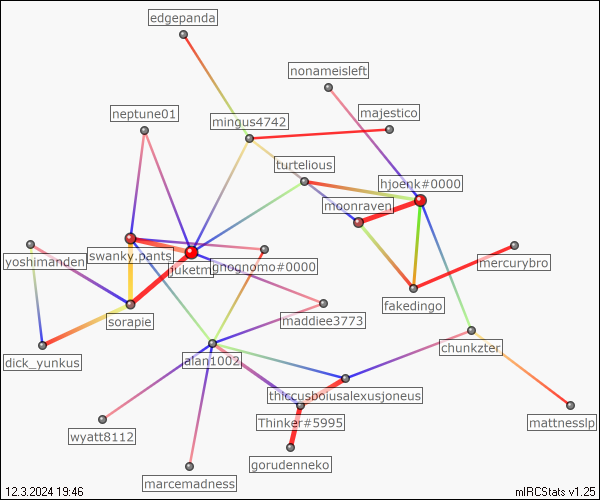 edgepanda
nonameisleft
neptune01
majestico
mingus4742
turtelious
hjoenk#0000
moonraven
yoshimanden
swanky.pants
juketm
gnognomo#0000
mercurybro
fakedingo
sorapie
maddiee3773
dick_yunkus
alan1002
chunkzter
thiccusboiusalexusjoneus
wyatt8112
Thinker#5995
mattnesslp
gorudenneko
marcemadness
12.3.2024 19:46
mIRCStats v1.25